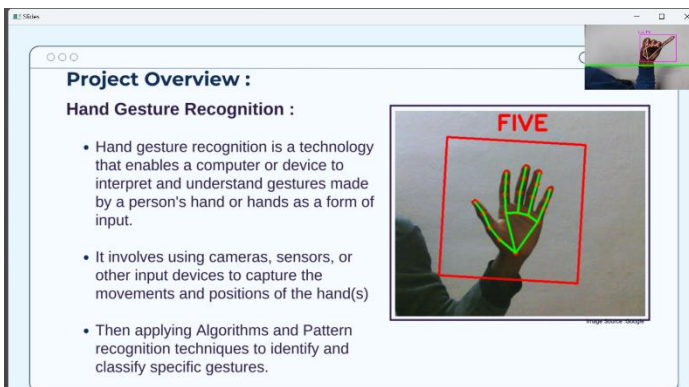 Slides
Project Overview :
Hand Gesture Recognition :
• Hand gesture recognition is a technology
that enables a computer or device to
interpret and understand gestures made
by a person's hand or hands as a form of
input.
• It involves using cameras, sensors, or
other input devices to capture the
movements and positions of the hand(s)
• Then applying Algorithms and Pattern
recognition techniques to identify and
classify specific gestures.
FIVE
Image Source :Google